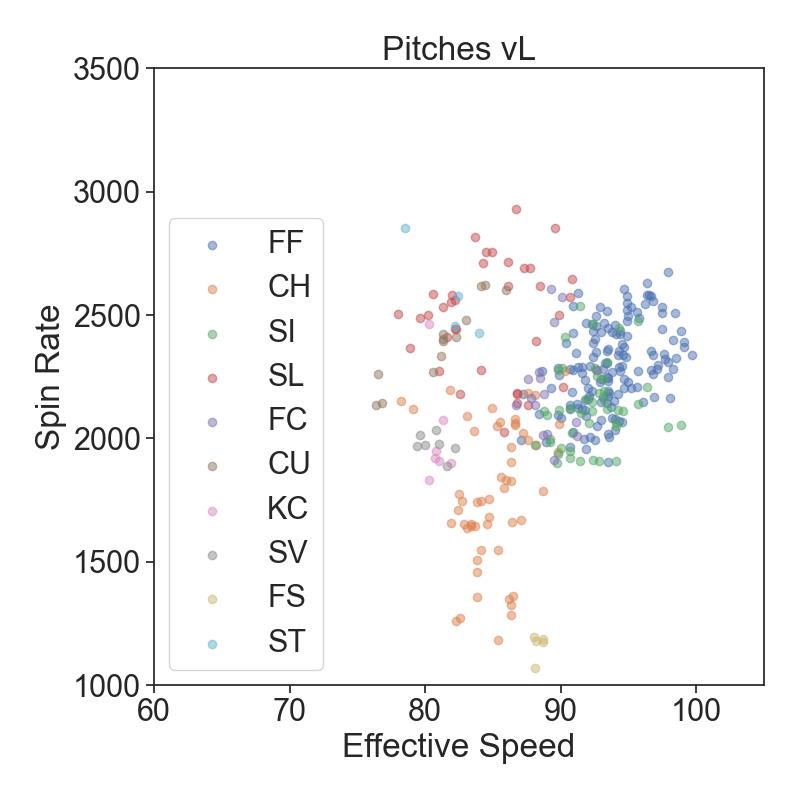 Pitches vL
3500
3000
2500
2000
1500
1000
Spin Rate
FF
CH
SI
SL
FC
CU
KC
SV
FS
ST
60 70 80 90 100
Effective Speed